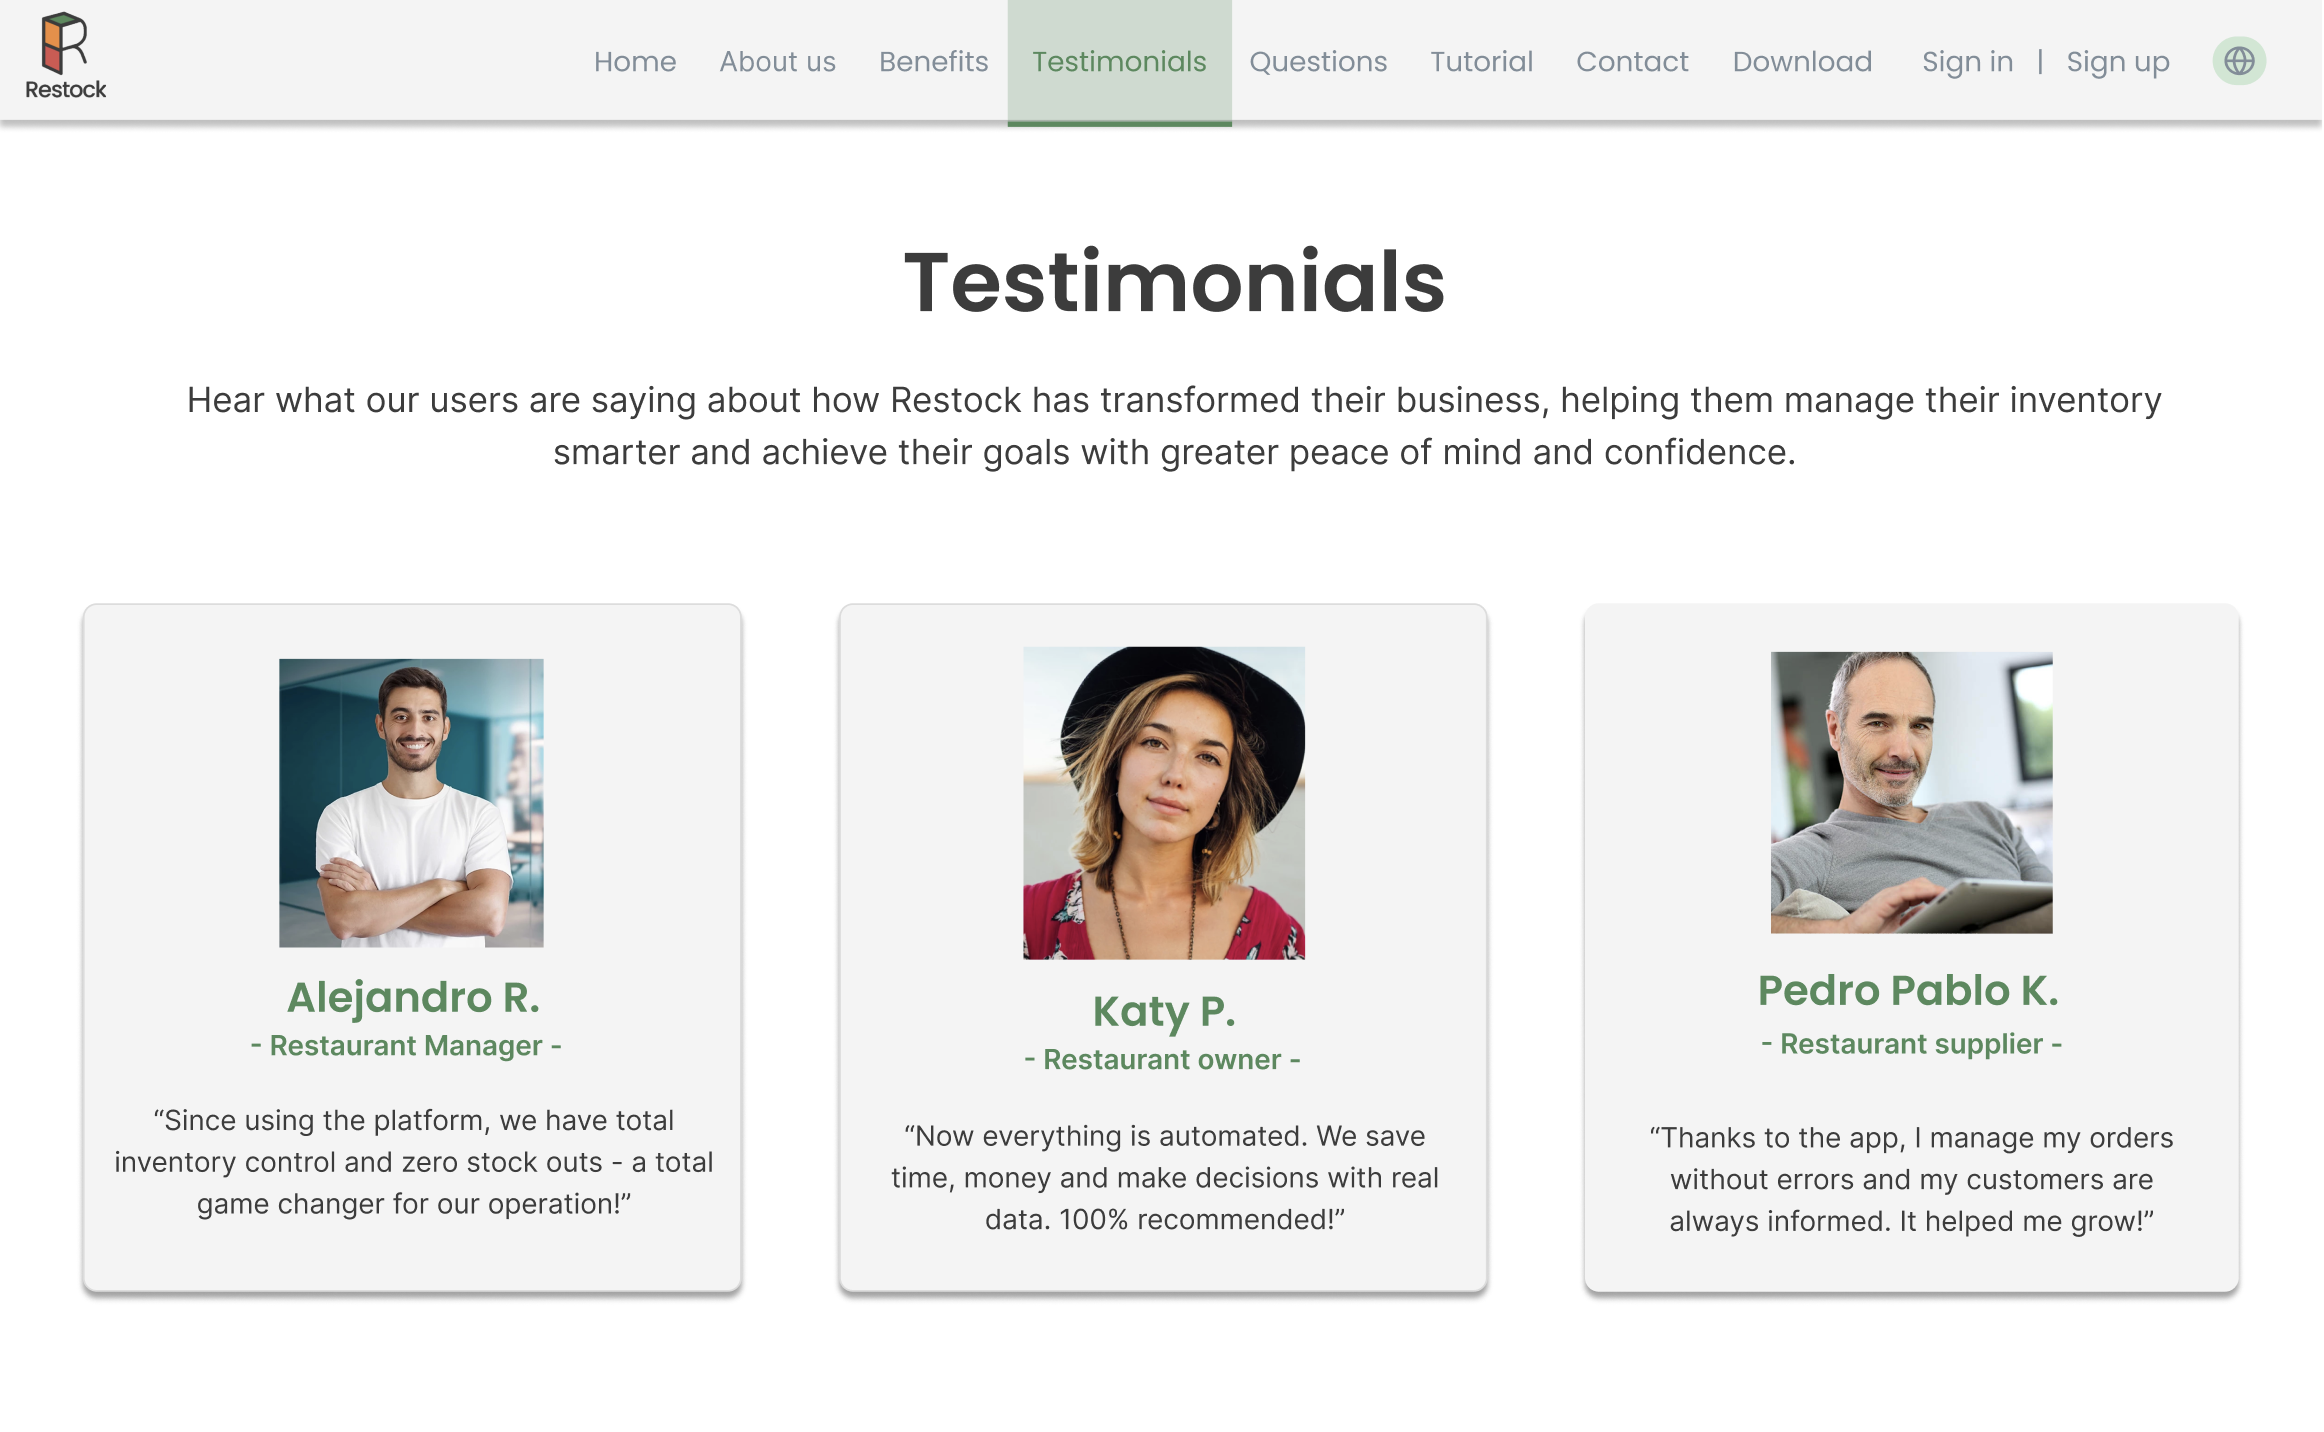 Restock
Home About us Benefits Testimonials Questions Tutorial Contact Download Sign in | Sign up
Testimonials
Hear what our users are saying about how Restock has transformed their business, helping them manage their inventory
smarter and achieve their goals with greater peace of mind and confidence.
Alejandro R.
- Restaurant Manager -
“Since using the platform, we have total
inventory control and zero stock outs - a total
game changer for our operation!”
Katy P.
- Restaurant owner -
“Now everything is automated. We save
time, money and make decisions with real
data. 100% recommended!”
Pedro Pablo K.
- Restaurant supplier -
“Thanks to the app, I manage my orders
without errors and my customers are
always informed. It helped me grow!”